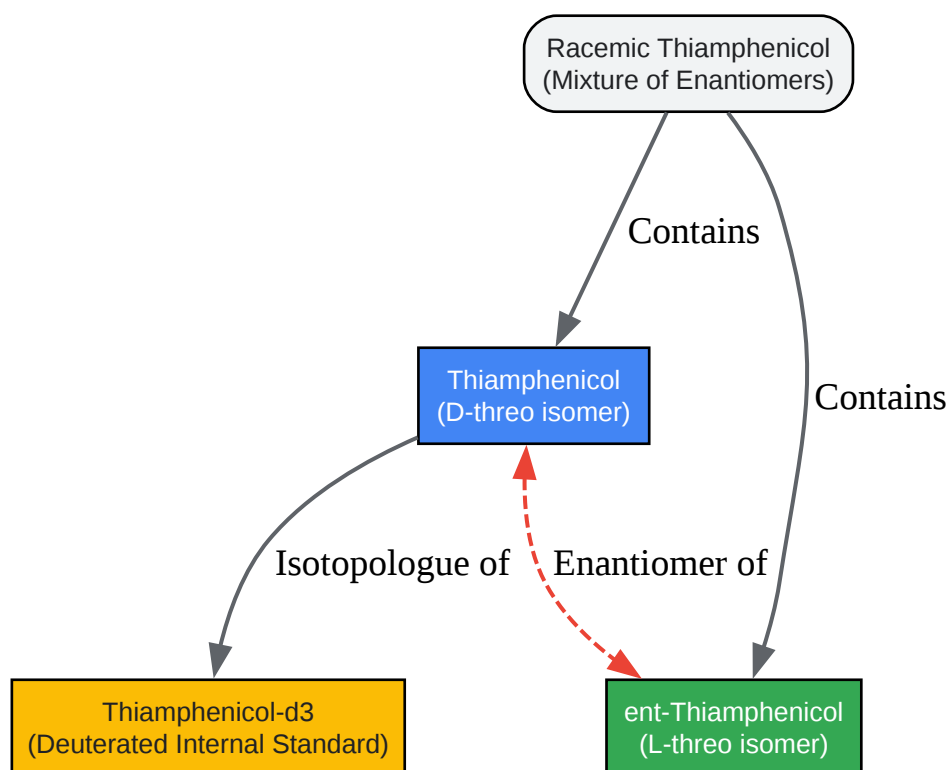 Racemic Thiamphenicol
(Mixture of Enantiomers)
Contains
Thiamphenicol
(D-threo isomer)
Contains
Isotopologue of
Enantiomer of
Thiamphenicol-d3
(Deuterated Internal Standard)
ent-Thiamphenicol
(L-threo isomer)